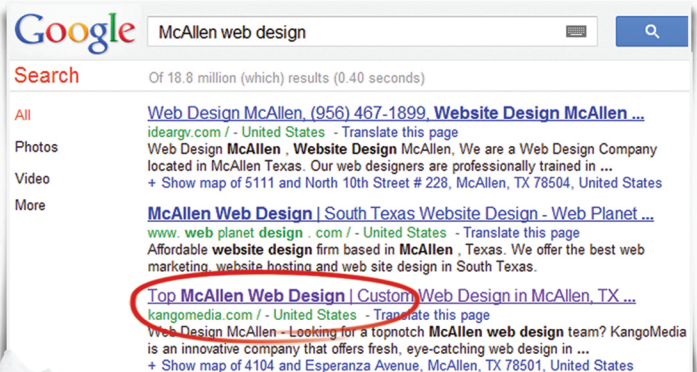 Google McAllen web design
Search Of 18.8 million (which) results (0.40 seconds)
All
Photos
Video
More
Web Design McAllen, (956) 467-1899, Website Design McAllen ...
ideargv.com / - United States - Translate this page
Web Design McAllen , Website Design McAllen, We are a Web Design Company
located in McAllen Texas. Our web designers are professionally trained in ...
+ Show map of 5111 and North 10th Street # 228, McAllen, TX 78504, United States
McAllen Web Design | South Texas Website Design - Web Planet ...
www. web planet design . com / - United States - Translate this page
Affordable website design firm based in McAllen , Texas. We offer the best web
marketing, website hosting and web site design in South Texas.
Top McAllen Web Design | Custom Web Design in McAllen, TX ...
kangomedia.com / - United States - Translate this page
Web Design McAllen - Looking for a topnotch McAllen web design team? KangoMedia
is an innovative company that offers fresh, eye-catching web design in ...
+ Show map of 4104 and Esperanza Avenue, McAllen, TX 78501, United States